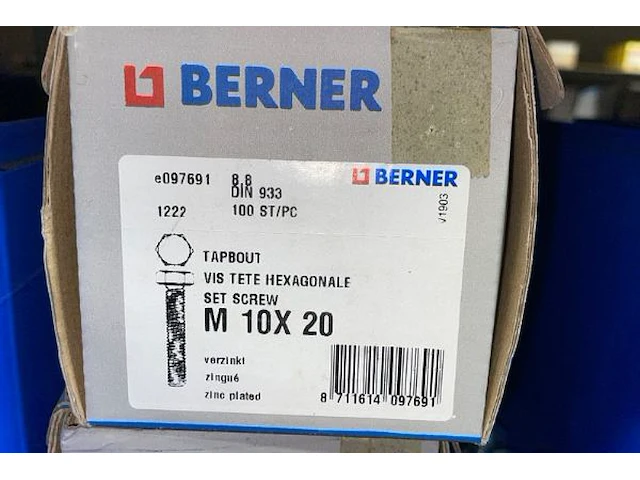 BERNER
e097691 8.8
DIN 933
BERNER
1222 100 ST/PC
V1903
TAPBOUT
VIS TETE HEXAGONALE
SET SCREW
M 10X 20
verzinkt
zingué
zinc plated
8 711614 097691